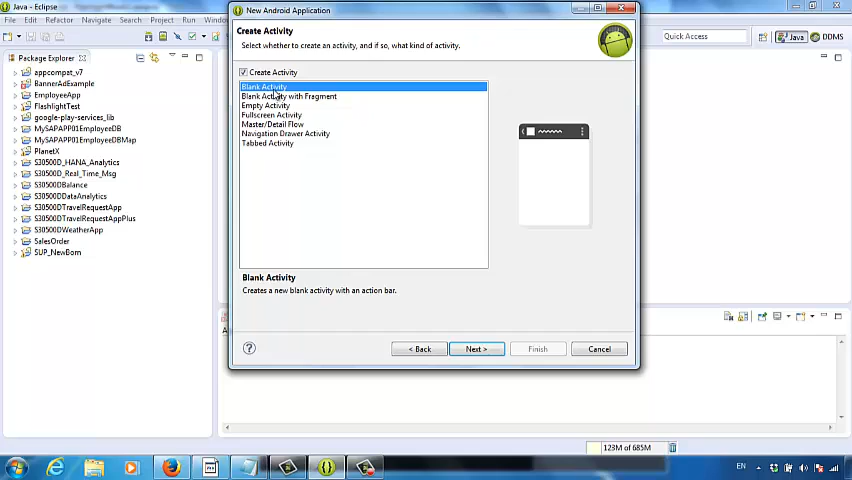 Java - Eclipse
New Android Application
File Edit Navigate Search Project Run
Create Activity
Select whether to create an activity, and if so, what kind of activity.
Quick Access
Java
DDMS
Package Explorer
Create Activity
appcompat_v7
BannerAdExample
EmployeeApp
FlashlightTest
google-play-services_lib
MySAPAPP01EmployeeDB
MySAPAPP01EmployeeDBMap
PlanetX
S30500D_HANA_Analytics
S30500D_Real_Time_Msg
S30500DBalance
S30500DDataAnalytics
S30500DTravelRequestApp
S30500DTravelRequestAppPlus
S30500DWeatherApp
SalesOrder
SUP_NewBorn
Blank Activity
Blank Activity with Fragment
Empty Activity
Fullscreen Activity
Master/Detail Flow
Navigation Drawer Activity
Tabbed Activity
Blank Activity
Creates a new blank activity with an action bar.
?
< Back
Next >
Finish
Cancel
123M of 685M
EN